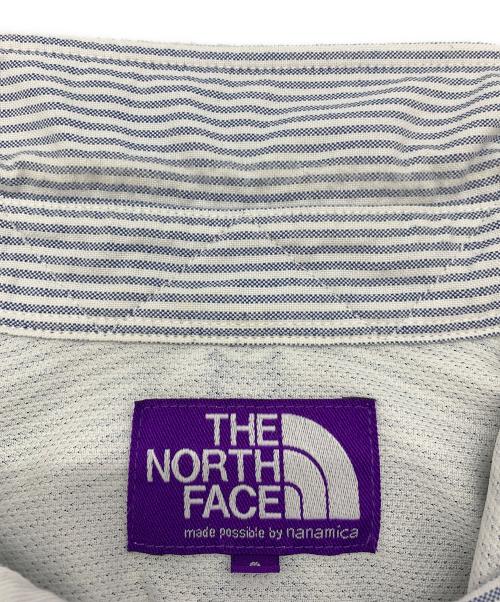 THE
NORTH
FACE
made possible by nanamica